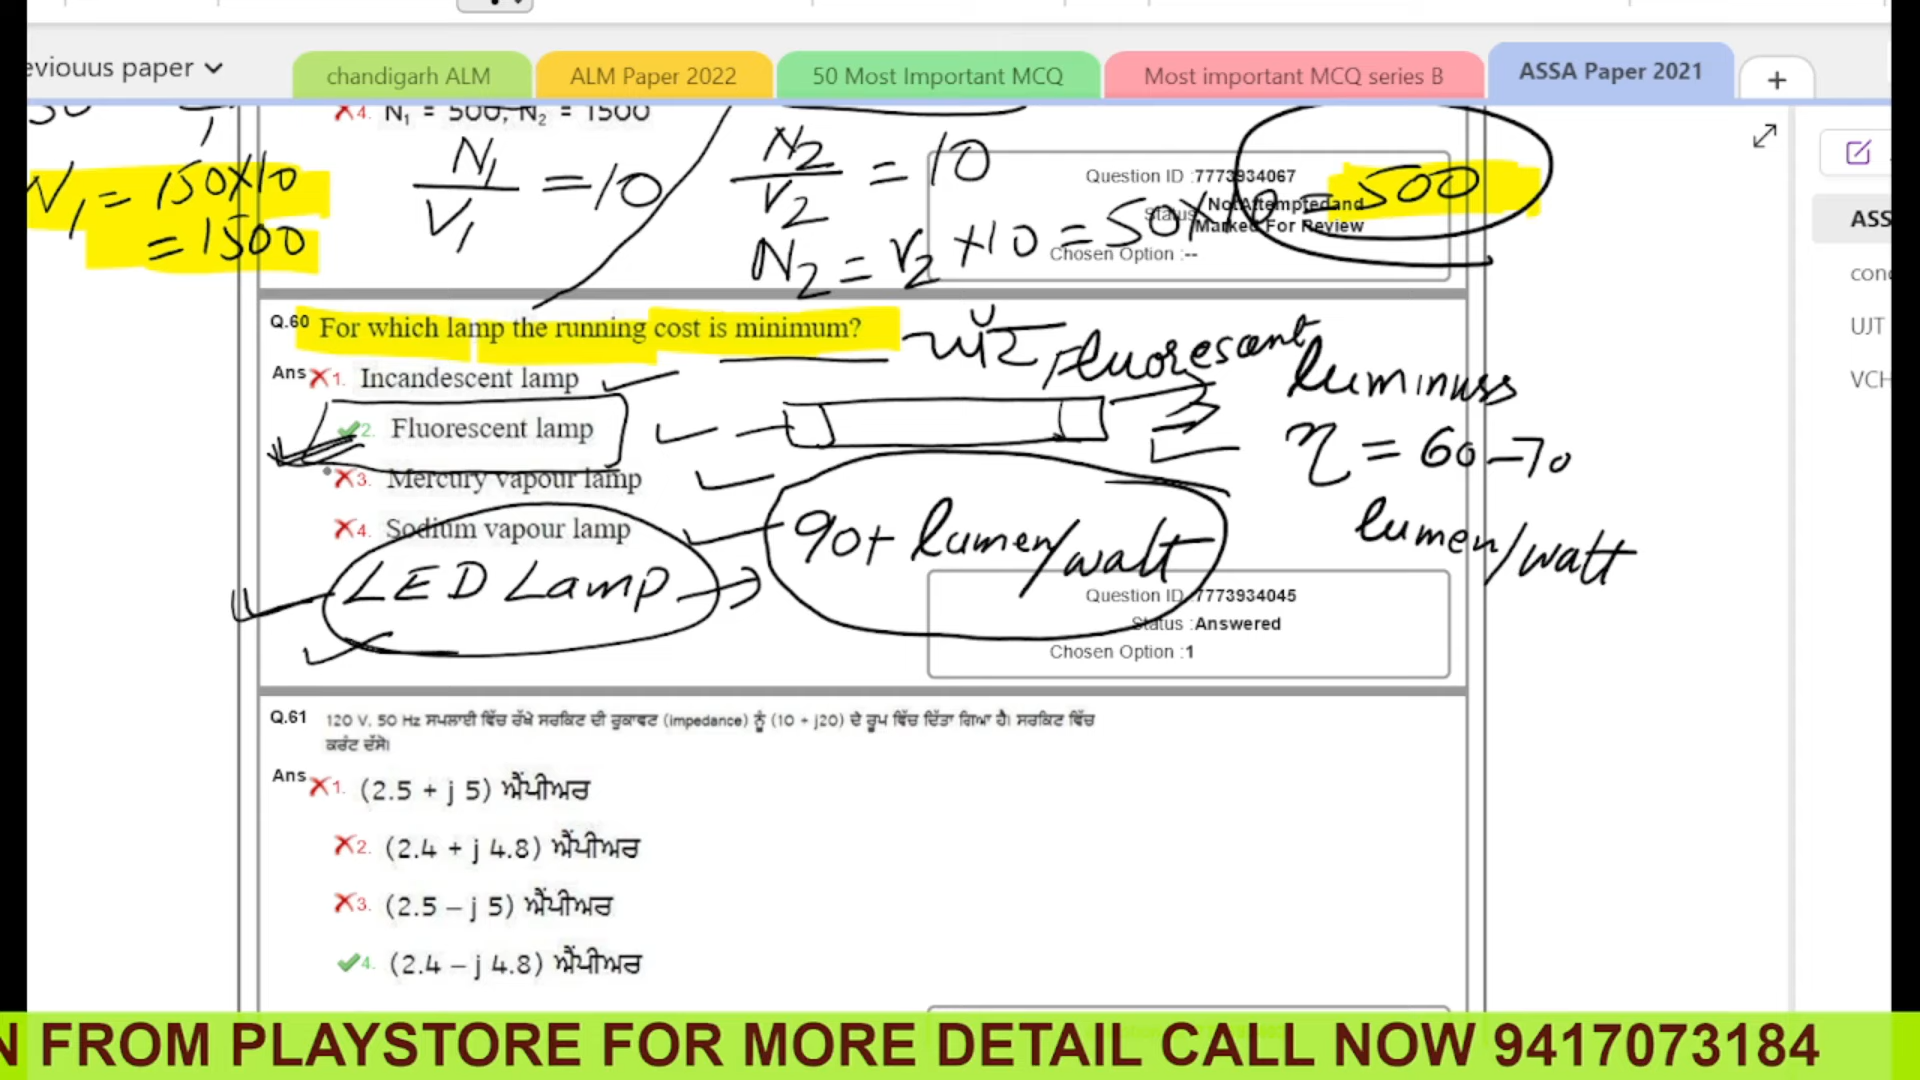 eviouus paper
chandigarh ALM
ALM Paper 2022
50 Most Important MCQ
Most important MCQ series B
ASSA Paper 2021
+
4. N₁ = 500, N₂ = 1500
V₁ = 150×10
= 1500
N₁/V₁ = 10
N₂/V₂ = 10
N₂ = V₂ ×10 = 50×10 = 500
Question ID :7773934067
Status :Not Attempted and
Marked For Review
Chosen Option :--
ASS
UJT
VCH
Q.60 For which lamp the running cost is minimum?
ਘੱਟ Fluoresant
luminuss
η = 60-70
lumen/watt
Ans 1. Incandescent lamp
2. Fluorescent lamp
3. Mercury vapour lamp
4. Sodium vapour lamp
LED Lamp → 90+ lumen/watt
Question ID :7773934045
Status :Answered
Chosen Option :1
Q.61 120 V, 50 Hz ਸਪਲਾਈ ਵਿੱਚ ਰੱਖੇ ਸਰਕਿਟ ਦੀ ਰੁਕਾਵਟ (impedance) ਨੂੰ (10 + j20) ਦੇ ਰੂਪ ਵਿੱਚ ਦਿੱਤਾ ਗਿਆ ਹੈ। ਸਰਕਿਟ ਵਿੱਚ
ਕਰੰਟ ਦੱਸੋ।
Ans 1. (2.5 + j 5) ਐਂਪੀਅਰ
2. (2.4 + j 4.8) ਐਂਪੀਅਰ
3. (2.5 – j 5) ਐਂਪੀਅਰ
4. (2.4 – j 4.8) ਐਂਪੀਅਰ
N FROM PLAYSTORE FOR MORE DETAIL CALL NOW 9417073184